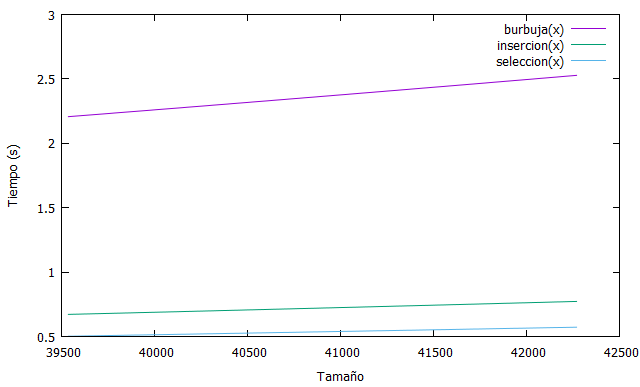 3
2.5
2
1.5
1
0.5
Tiempo (s)
burbuja(x)
insercion(x)
seleccion(x)
39500 40000 40500 41000 41500 42000 42500
Tamaño